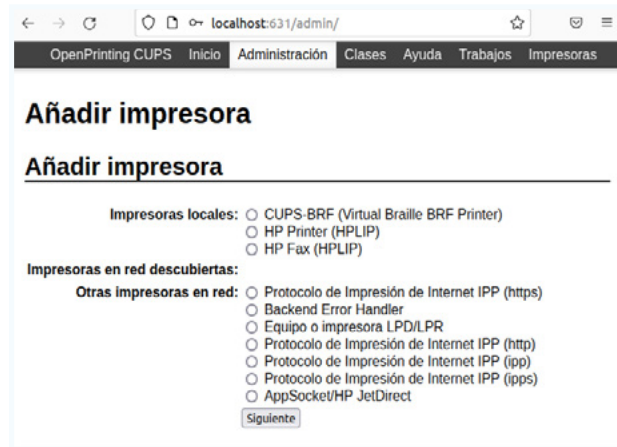 localhost:631/admin/
OpenPrinting CUPS Inicio Administración Clases Ayuda Trabajos Impresoras
Añadir impresora
Añadir impresora
Impresoras locales: CUPS-BRF (Virtual Braille BRF Printer)
HP Printer (HPLIP)
HP Fax (HPLIP)
Impresoras en red descubiertas:
Otras impresoras en red: Protocolo de Impresión de Internet IPP (https)
Backend Error Handler
Equipo o impresora LPD/LPR
Protocolo de Impresión de Internet IPP (http)
Protocolo de Impresión de Internet IPP (ipp)
Protocolo de Impresión de Internet IPP (ipps)
AppSocket/HP JetDirect
Siguiente